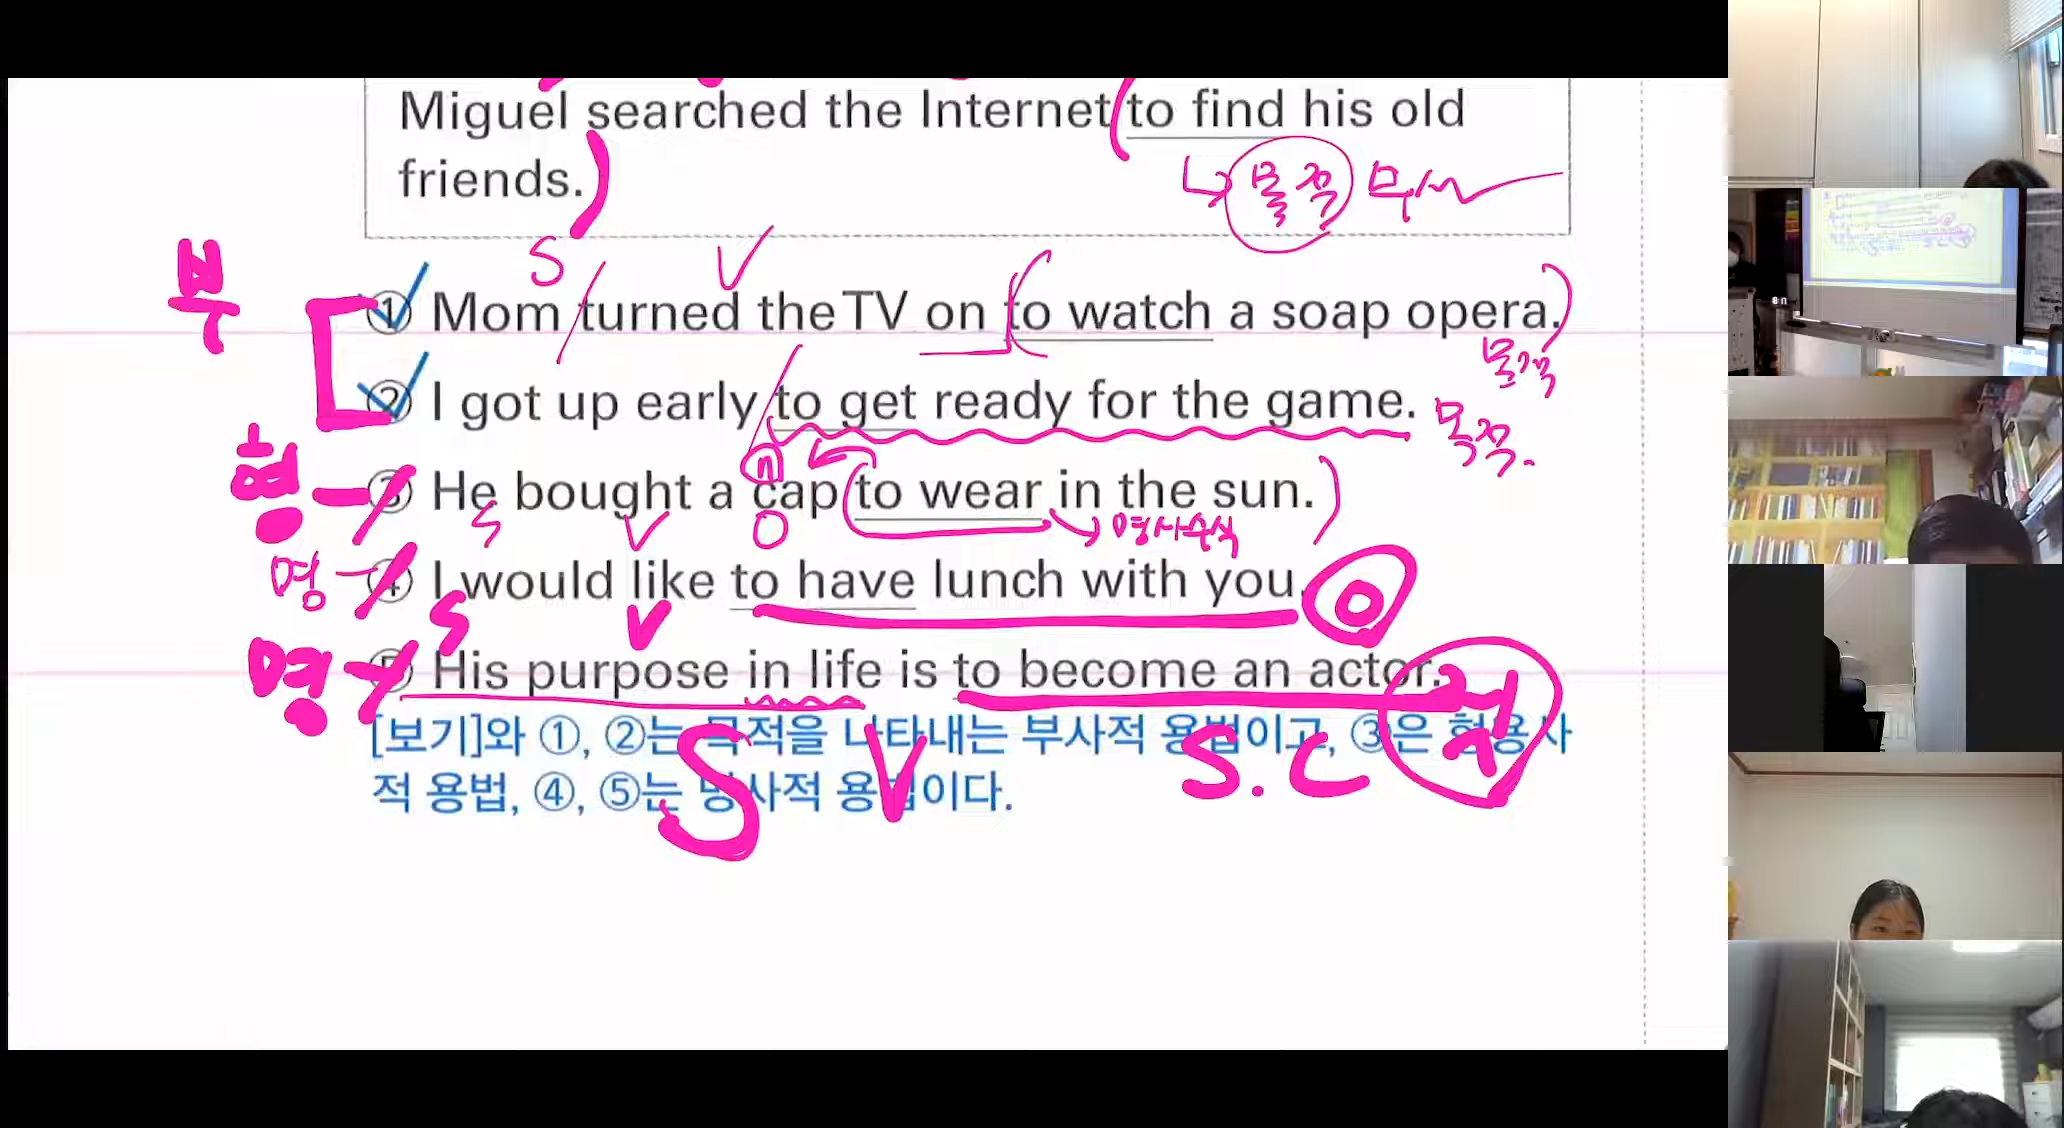 Miguel searched the Internet to find his old
friends.
목적 부사
S V
부
① Mom turned the TV on to watch a soap opera.
목적
② I got up early to get ready for the game.
목적.
n
형
③ He bought a cap to wear in the sun.
S V O 명사수식
명
④ I would like to have lunch with you.
O
S V
명
⑤ His purpose in life is to become an actor.
[보기]와 ①, ②는 목적을 나타내는 부사적 용법이고, ③은 형용사
적 용법, ④, ⑤는 명사적 용법이다.
S V S.C